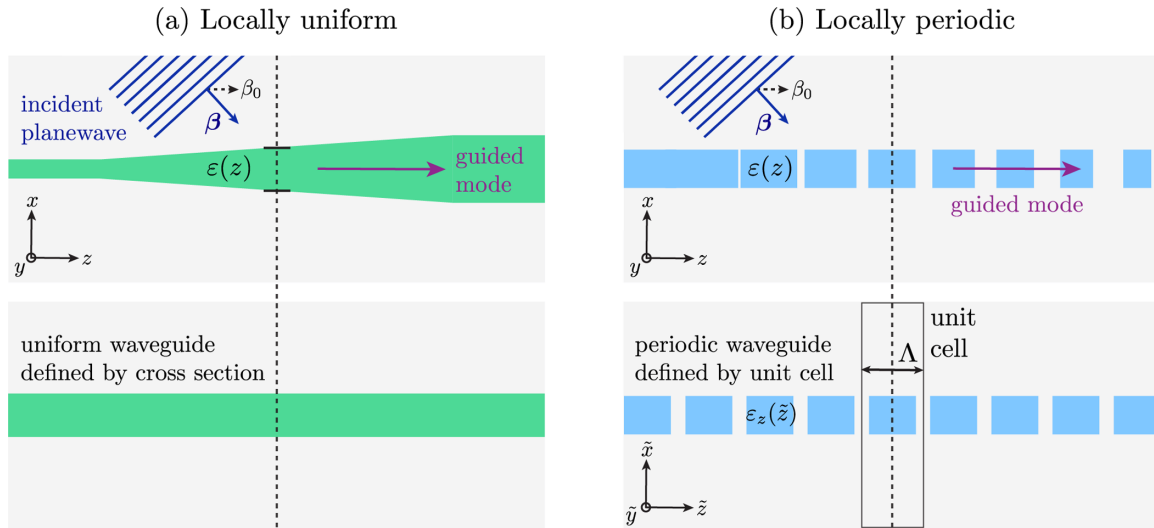 (a) Locally uniform
incident
planewave
β₀
β
ε(z)
guided
mode
x
y
z
uniform waveguide
defined by cross section
(b) Locally periodic
β₀
β
ε(z)
guided mode
x
y
z
periodic waveguide
defined by unit cell
Λ
unit
cell
ε_z(z̃)
x̃
ỹ
z̃